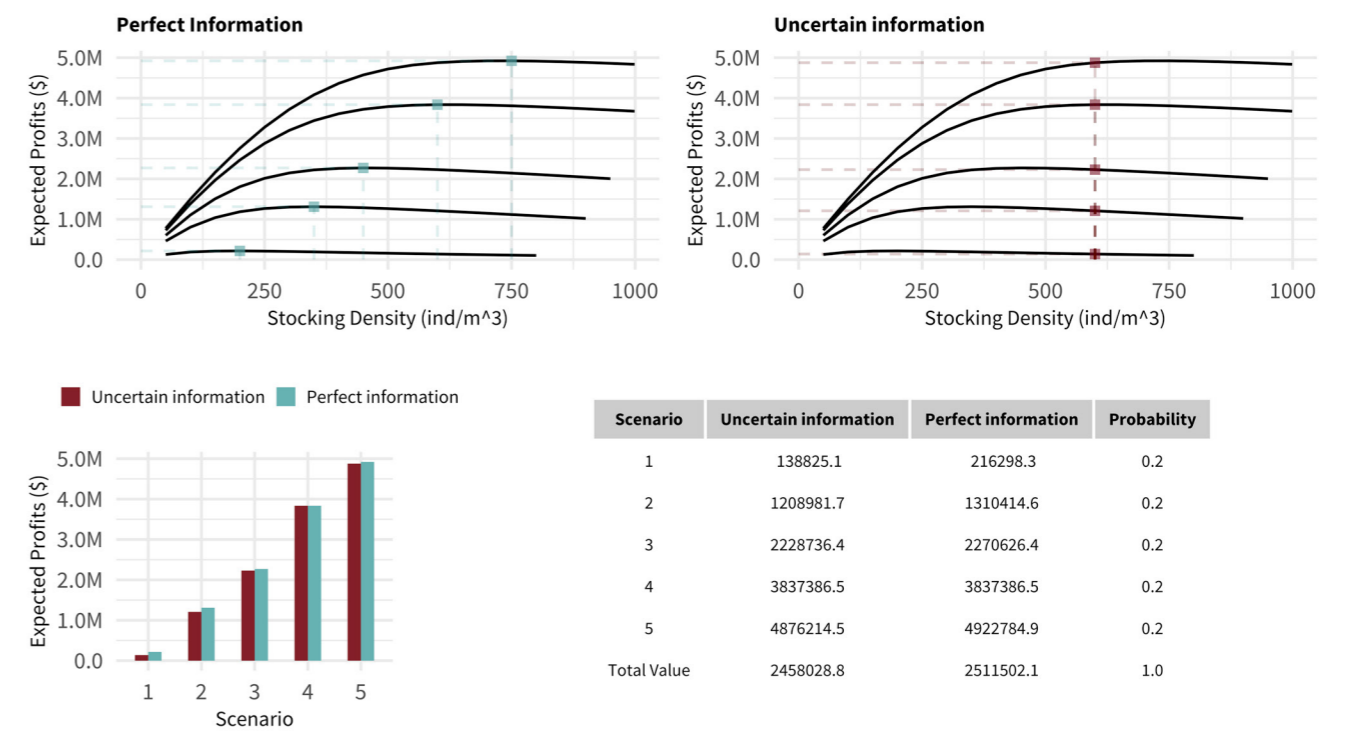 Perfect Information
Expected Profits ($)
5.0M
4.0M
3.0M
2.0M
1.0M
0.0
0 250 500 750 1000
Stocking Density (ind/m^3)
Uncertain information
Expected Profits ($)
5.0M
4.0M
3.0M
2.0M
1.0M
0.0
0 250 500 750 1000
Stocking Density (ind/m^3)
Uncertain information Perfect information
Expected Profits ($)
5.0M
4.0M
3.0M
2.0M
1.0M
0.0
1 2 3 4 5
Scenario
Scenario Uncertain information Perfect information Probability
1 138825.1 216298.3 0.2
2 1208981.7 1310414.6 0.2
3 2228736.4 2270626.4 0.2
4 3837386.5 3837386.5 0.2
5 4876214.5 4922784.9 0.2
Total Value 2458028.8 2511502.1 1.0